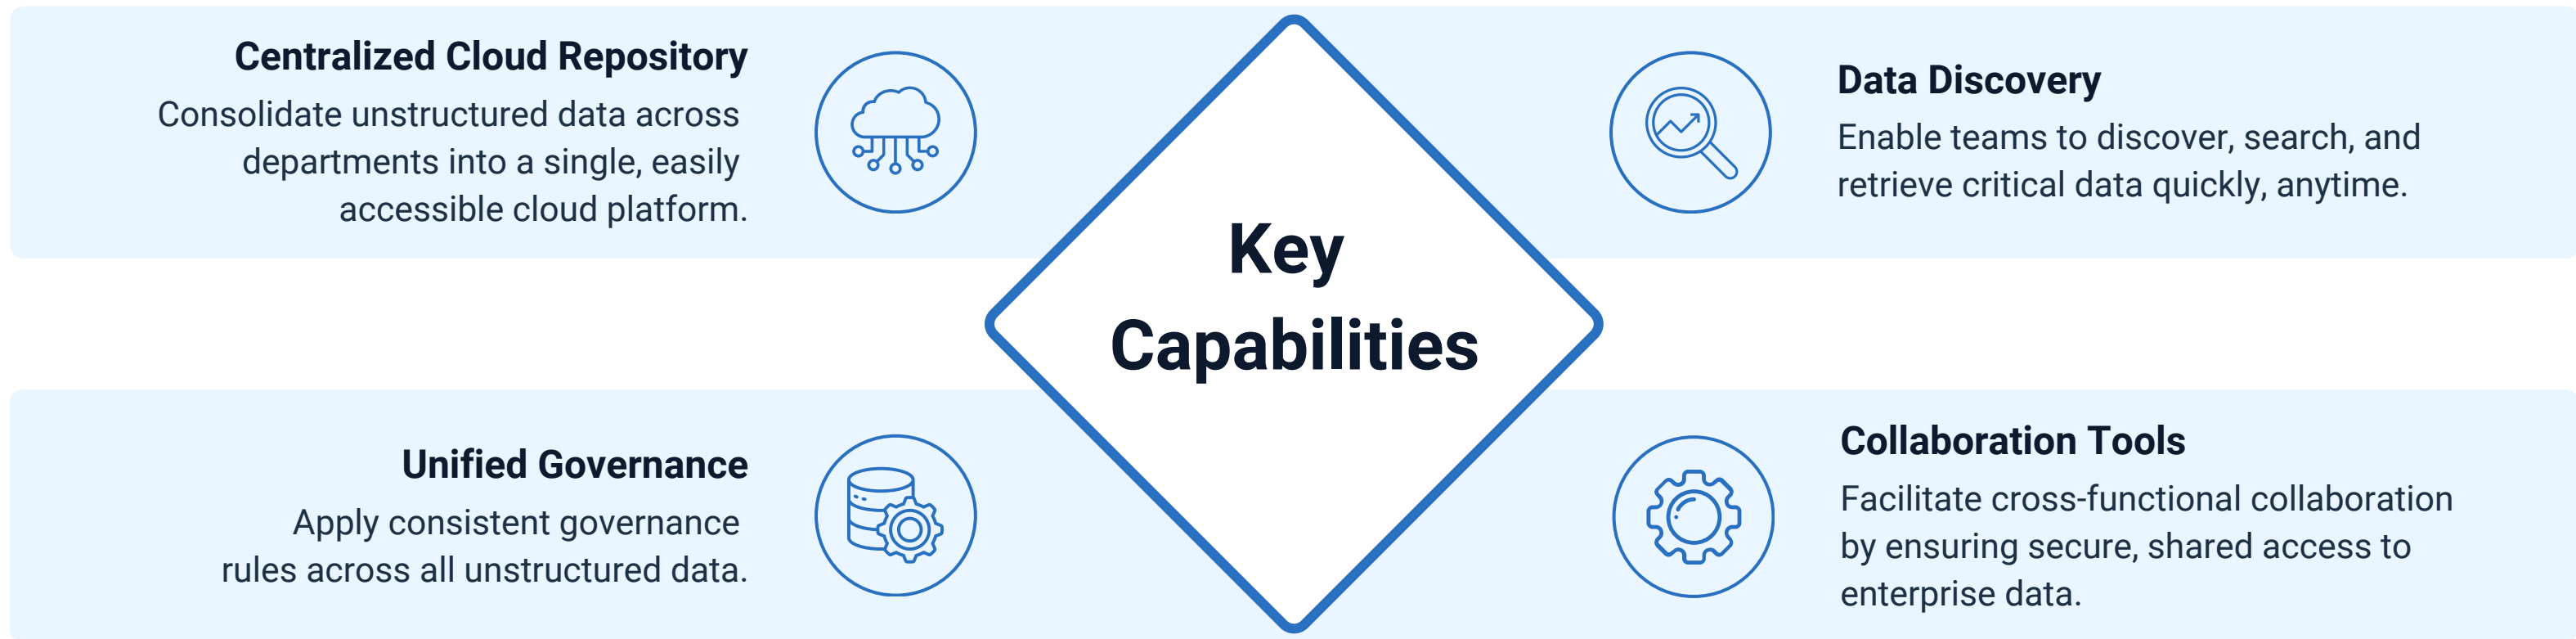 Centralized Cloud Repository
Consolidate unstructured data across
departments into a single, easily
accessible cloud platform.
Data Discovery
Enable teams to discover, search, and
retrieve critical data quickly, anytime.
Key
Capabilities
Unified Governance
Apply consistent governance
rules across all unstructured data.
Collaboration Tools
Facilitate cross-functional collaboration
by ensuring secure, shared access to
enterprise data.